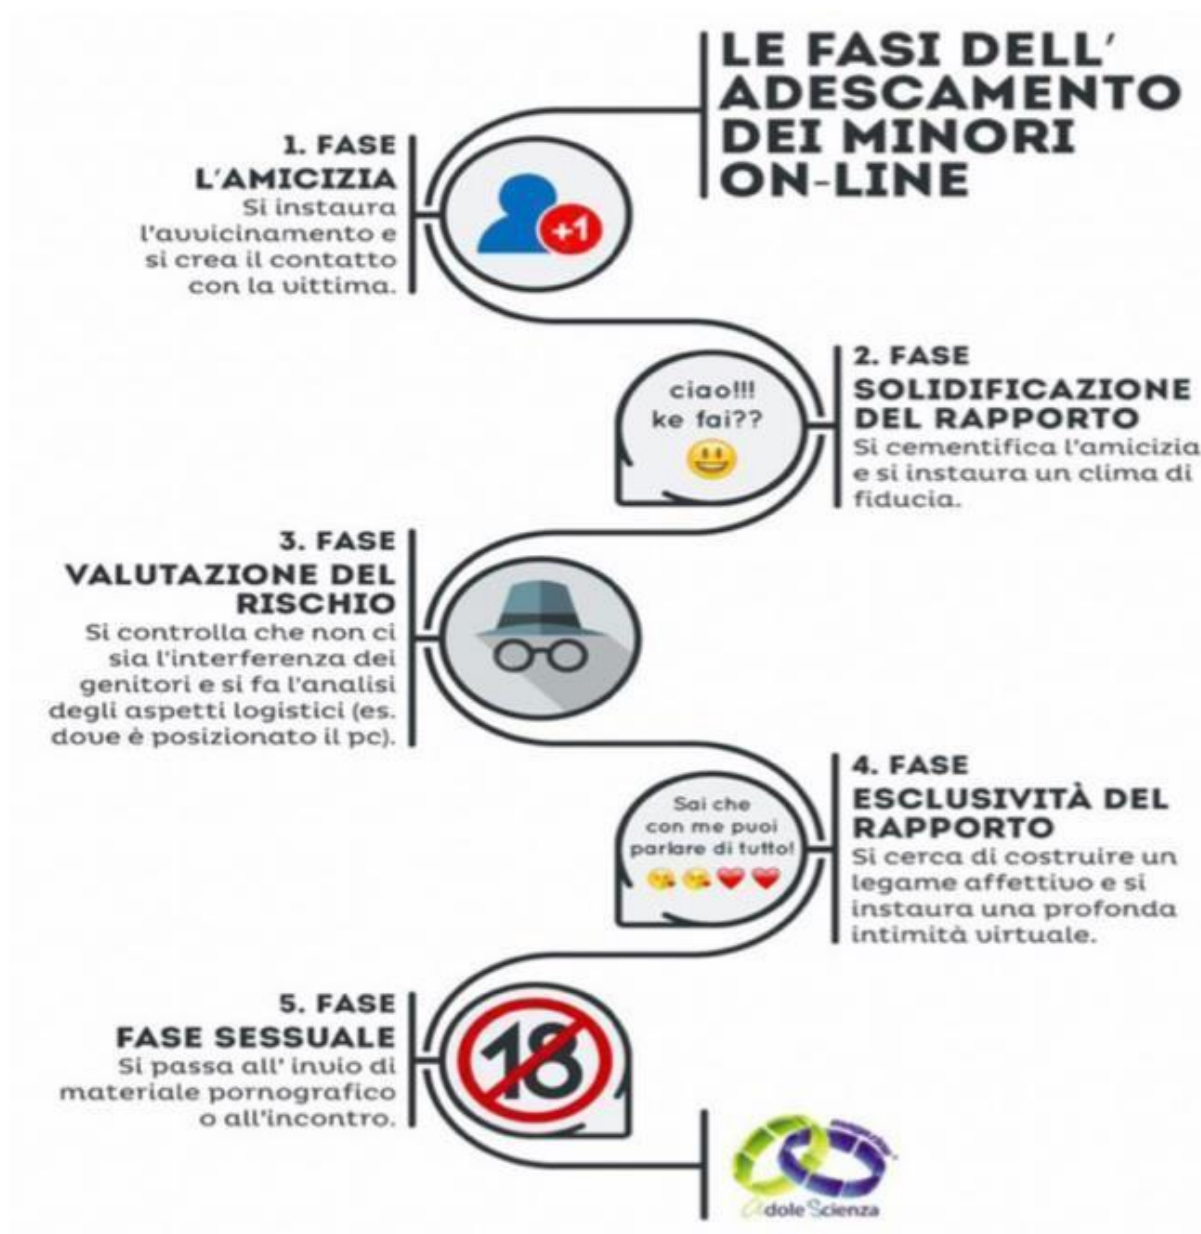 LE FASI DELL'
ADESCAMENTO
DEI MINORI
ON-LINE
1. FASE
L'AMICIZIA
Si instaura
l'avvicinamento e
si crea il contatto
con la vittima.
+1
2. FASE
SOLIDIFICAZIONE
DEL RAPPORTO
Si cementifica l'amicizia
e si instaura un clima di
fiducia.
ciao!!!
ke fai??
3. FASE
VALUTAZIONE DEL
RISCHIO
Si controlla che non ci
sia l'interferenza dei
genitori e si fa l'analisi
degli aspetti logistici (es.
dove è posizionato il pc).
4. FASE
ESCLUSIVITÀ DEL
RAPPORTO
Si cerca di costruire un
legame affettivo e si
instaura una profonda
intimità virtuale.
Sai che
con me puoi
parlare di tutto!
5. FASE
FASE SESSUALE
Si passa all' invio di
materiale pornografico
o all'incontro.
18
AdoleScienza